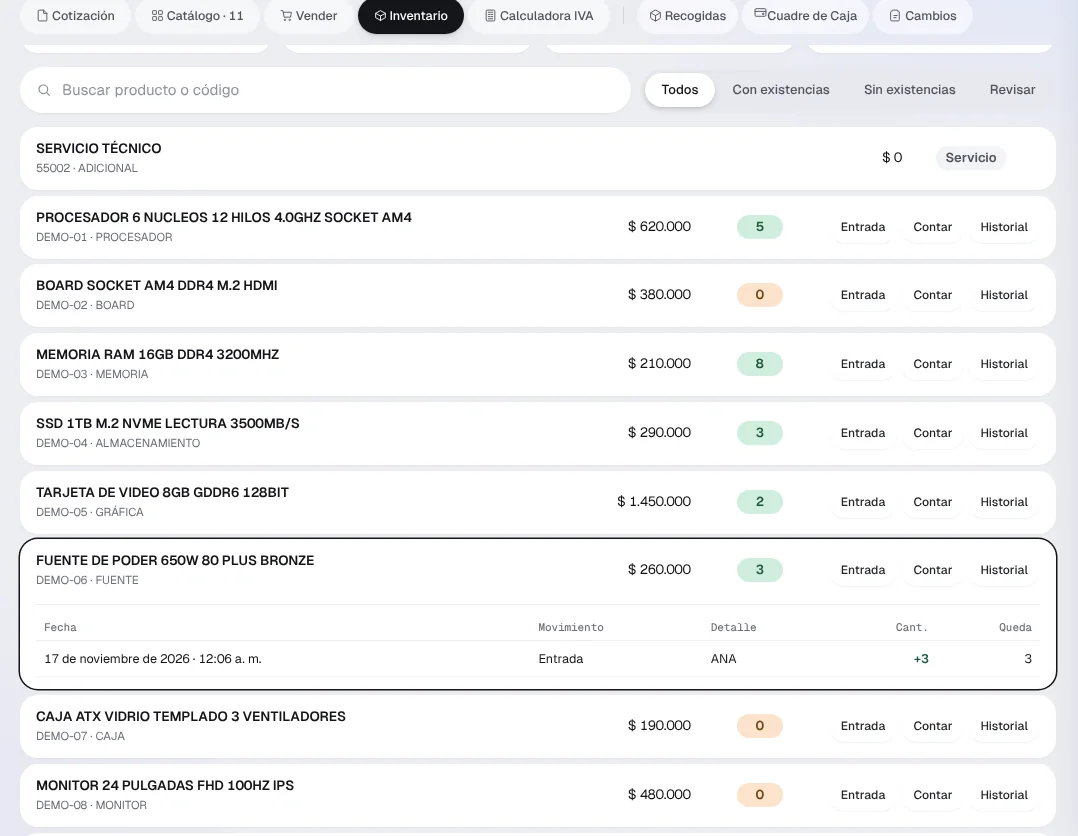 Cotización Catálogo · 11 Vender Inventario Calculadora IVA Recogidas Cuadre de Caja Cambios
Buscar producto o código Todos Con existencias Sin existencias Revisar
SERVICIO TÉCNICO
55002 · ADICIONAL
$ 0 Servicio
PROCESADOR 6 NUCLEOS 12 HILOS 4.0GHZ SOCKET AM4
DEMO-01 · PROCESADOR
$ 620.000 5 Entrada Contar Historial
BOARD SOCKET AM4 DDR4 M.2 HDMI
DEMO-02 · BOARD
$ 380.000 0 Entrada Contar Historial
MEMORIA RAM 16GB DDR4 3200MHZ
DEMO-03 · MEMORIA
$ 210.000 8 Entrada Contar Historial
SSD 1TB M.2 NVME LECTURA 3500MB/S
DEMO-04 · ALMACENAMIENTO
$ 290.000 3 Entrada Contar Historial
TARJETA DE VIDEO 8GB GDDR6 128BIT
DEMO-05 · GRÁFICA
$ 1.450.000 2 Entrada Contar Historial
FUENTE DE PODER 650W 80 PLUS BRONZE
DEMO-06 · FUENTE
$ 260.000 3 Entrada Contar Historial
Fecha Movimiento Detalle Cant. Queda
17 de noviembre de 2026 · 12:06 a. m. Entrada ANA +3 3
CAJA ATX VIDRIO TEMPLADO 3 VENTILADORES
DEMO-07 · CAJA
$ 190.000 0 Entrada Contar Historial
MONITOR 24 PULGADAS FHD 100HZ IPS
DEMO-08 · MONITOR
$ 480.000 0 Entrada Contar Historial